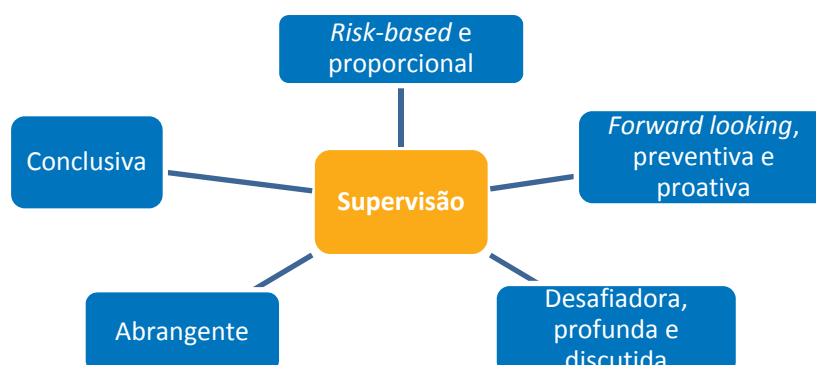 Risk-based e
proporcional
Forward looking,
preventiva e
proativa
Conclusiva
Supervisão
Desafiadora,
profunda e
discutida
Abrangente